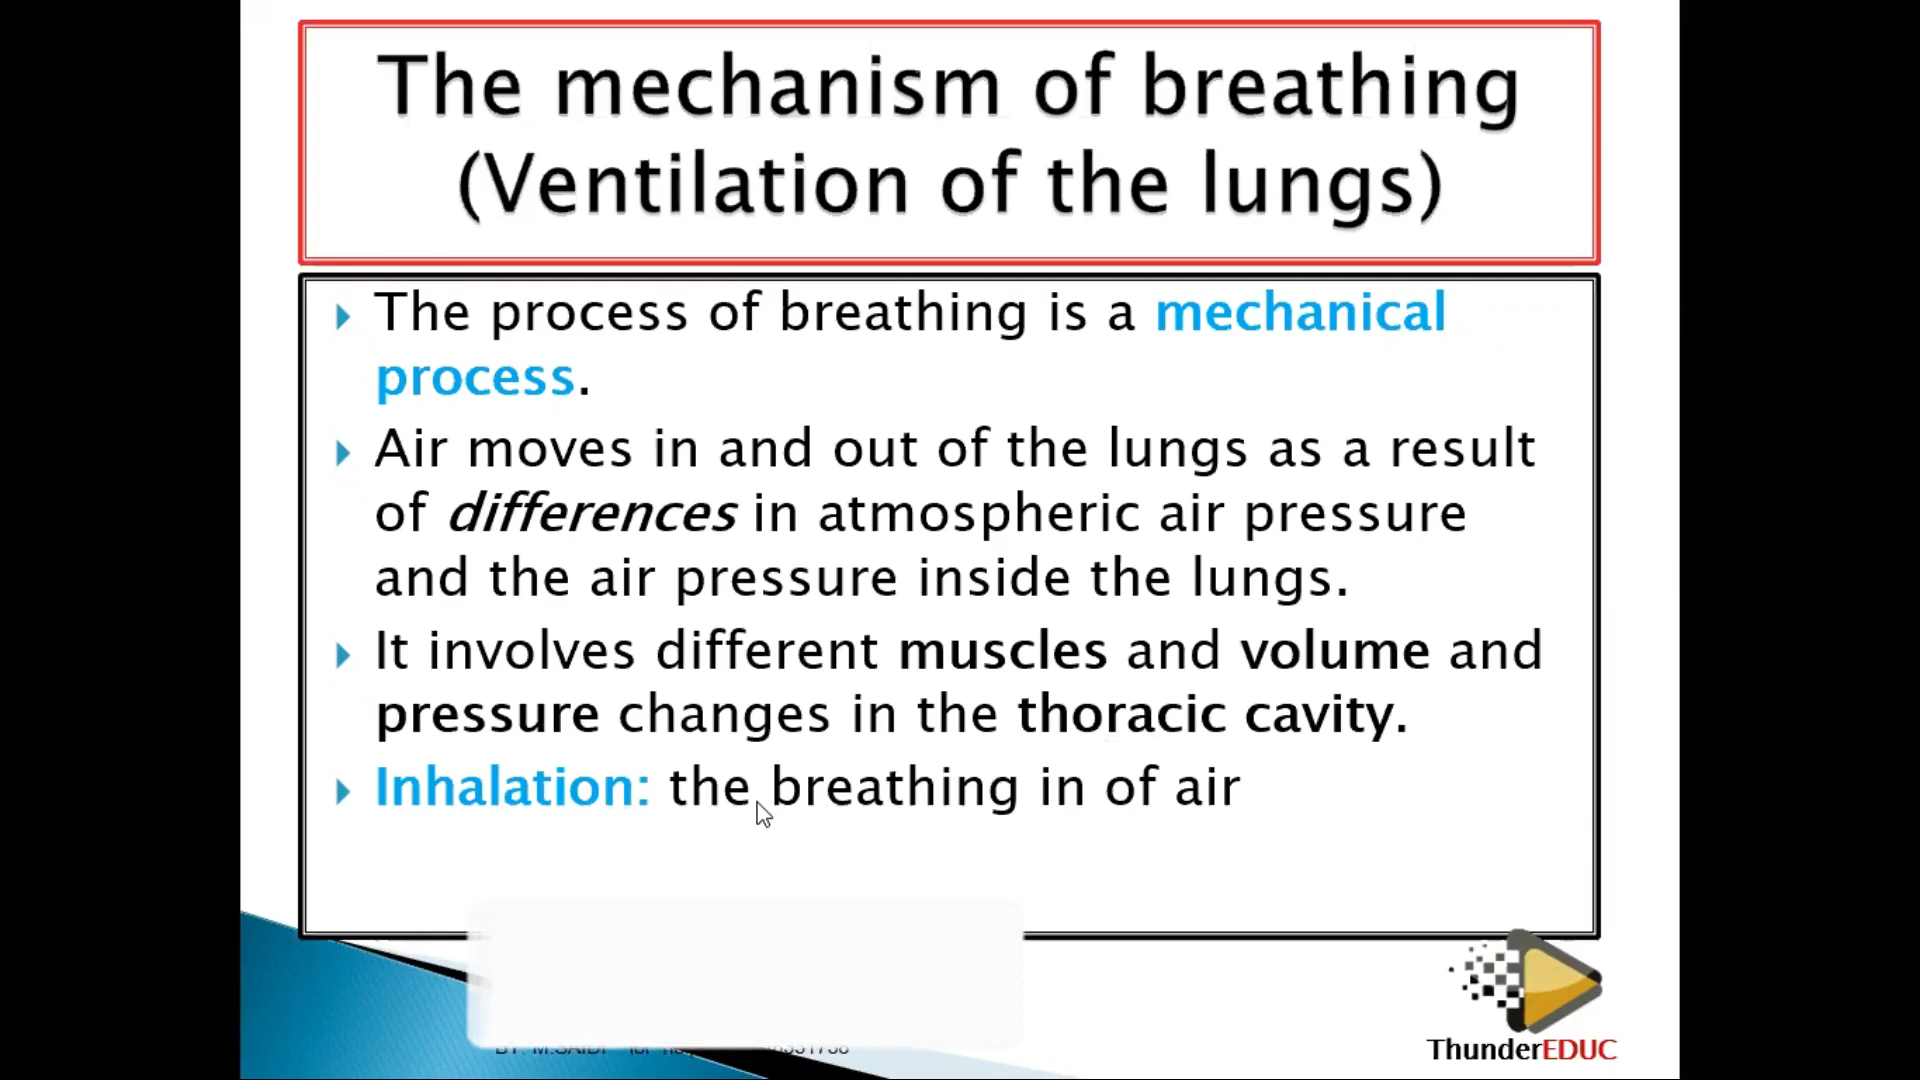 The mechanism of breathing
(Ventilation of the lungs)
The process of breathing is a mechanical
process.
Air moves in and out of the lungs as a result
of differences in atmospheric air pressure
and the air pressure inside the lungs.
It involves different muscles and volume and
pressure changes in the thoracic cavity.
Inhalation: the breathing in of air
BY: M.SAIDI
ThunderEDUC